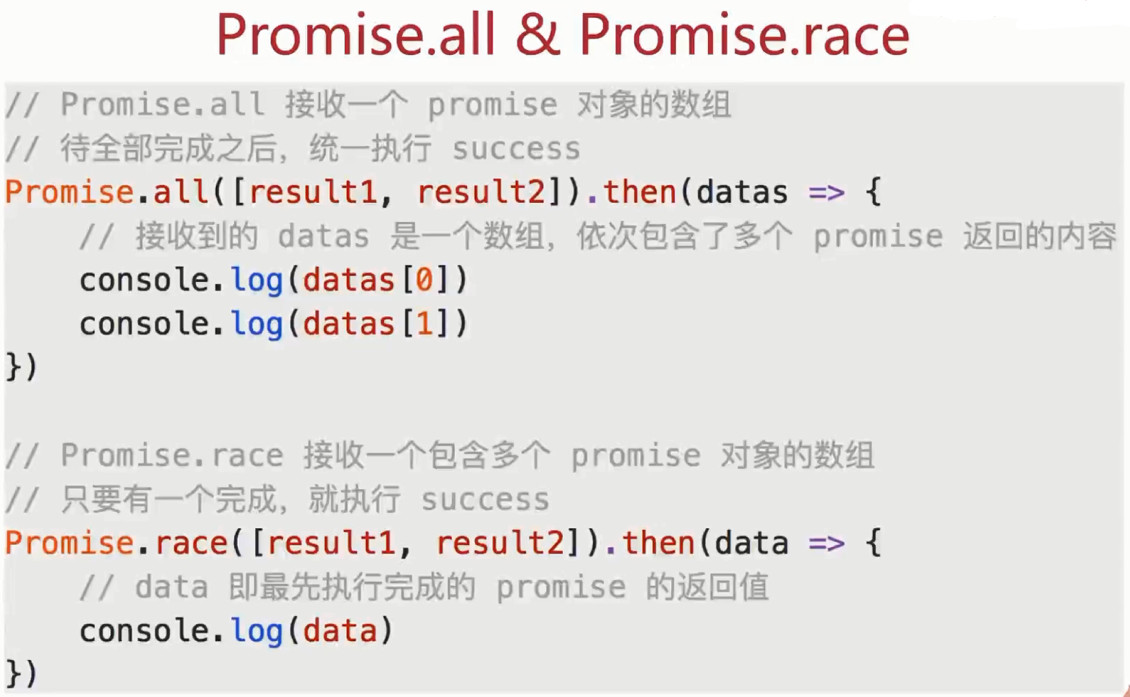 Promise.all & Promise.race
// Promise.all 接收一个 promise 对象的数组
// 待全部完成之后，统一执行 success
Promise.all([result1, result2]).then(datas => {
    // 接收到的 datas 是一个数组，依次包含了多个 promise 返回的内容
    console.log(datas[0])
    console.log(datas[1])
})
// Promise.race 接收一个包含多个 promise 对象的数组
// 只要有一个完成，就执行 success
Promise.race([result1, result2]).then(data => {
    // data 即最先执行完成的 promise 的返回值
    console.log(data)
})